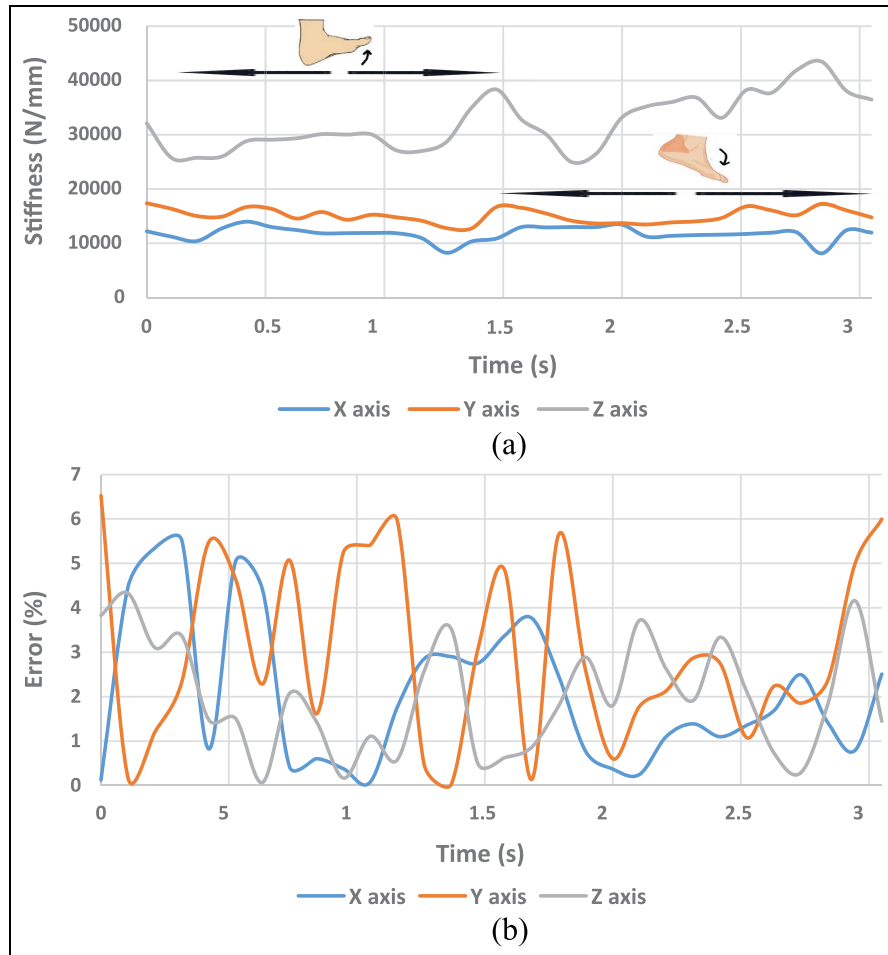 50000
40000
30000
20000
10000
0
Stiffness (N/mm)
0 0.5 1 1.5 2 2.5 3
Time (s)
X axis Y axis Z axis
(a)
7
6
5
4
3
2
1
0
Error (%)
0 5 1 1.5 2 2.5 3
Time (s)
X axis Y axis Z axis
(b)